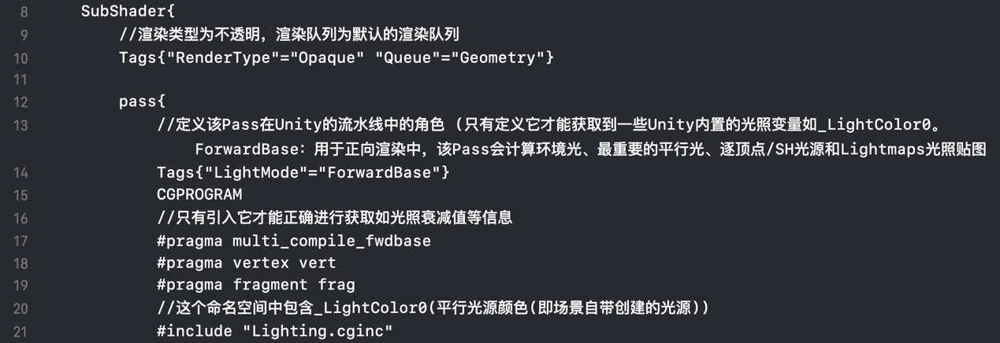 8 SubShader{
9 //渲染类型为不透明，渲染队列为默认的渲染队列
10 Tags{"RenderType"="Opaque" "Queue"="Geometry"}
11
12 pass{
13 //定义该Pass在Unity的流水线中的角色 (只有定义它才能获取到一些Unity内置的光照变量如_LightColor0。
ForwardBase：用于正向渲染中，该Pass会计算环境光、最重要的平行光、逐顶点/SH光源和Lightmaps光照贴图
14 Tags{"LightMode"="ForwardBase"}
15 CGPROGRAM
16 //只有引入它才能正确进行获取如光照衰减值等信息
17 #pragma multi_compile_fwdbase
18 #pragma vertex vert
19 #pragma fragment frag
20 //这个命名空间中包含_LightColor0(平行光源颜色(即场景自带创建的光源))
21 #include "Lighting.cginc"